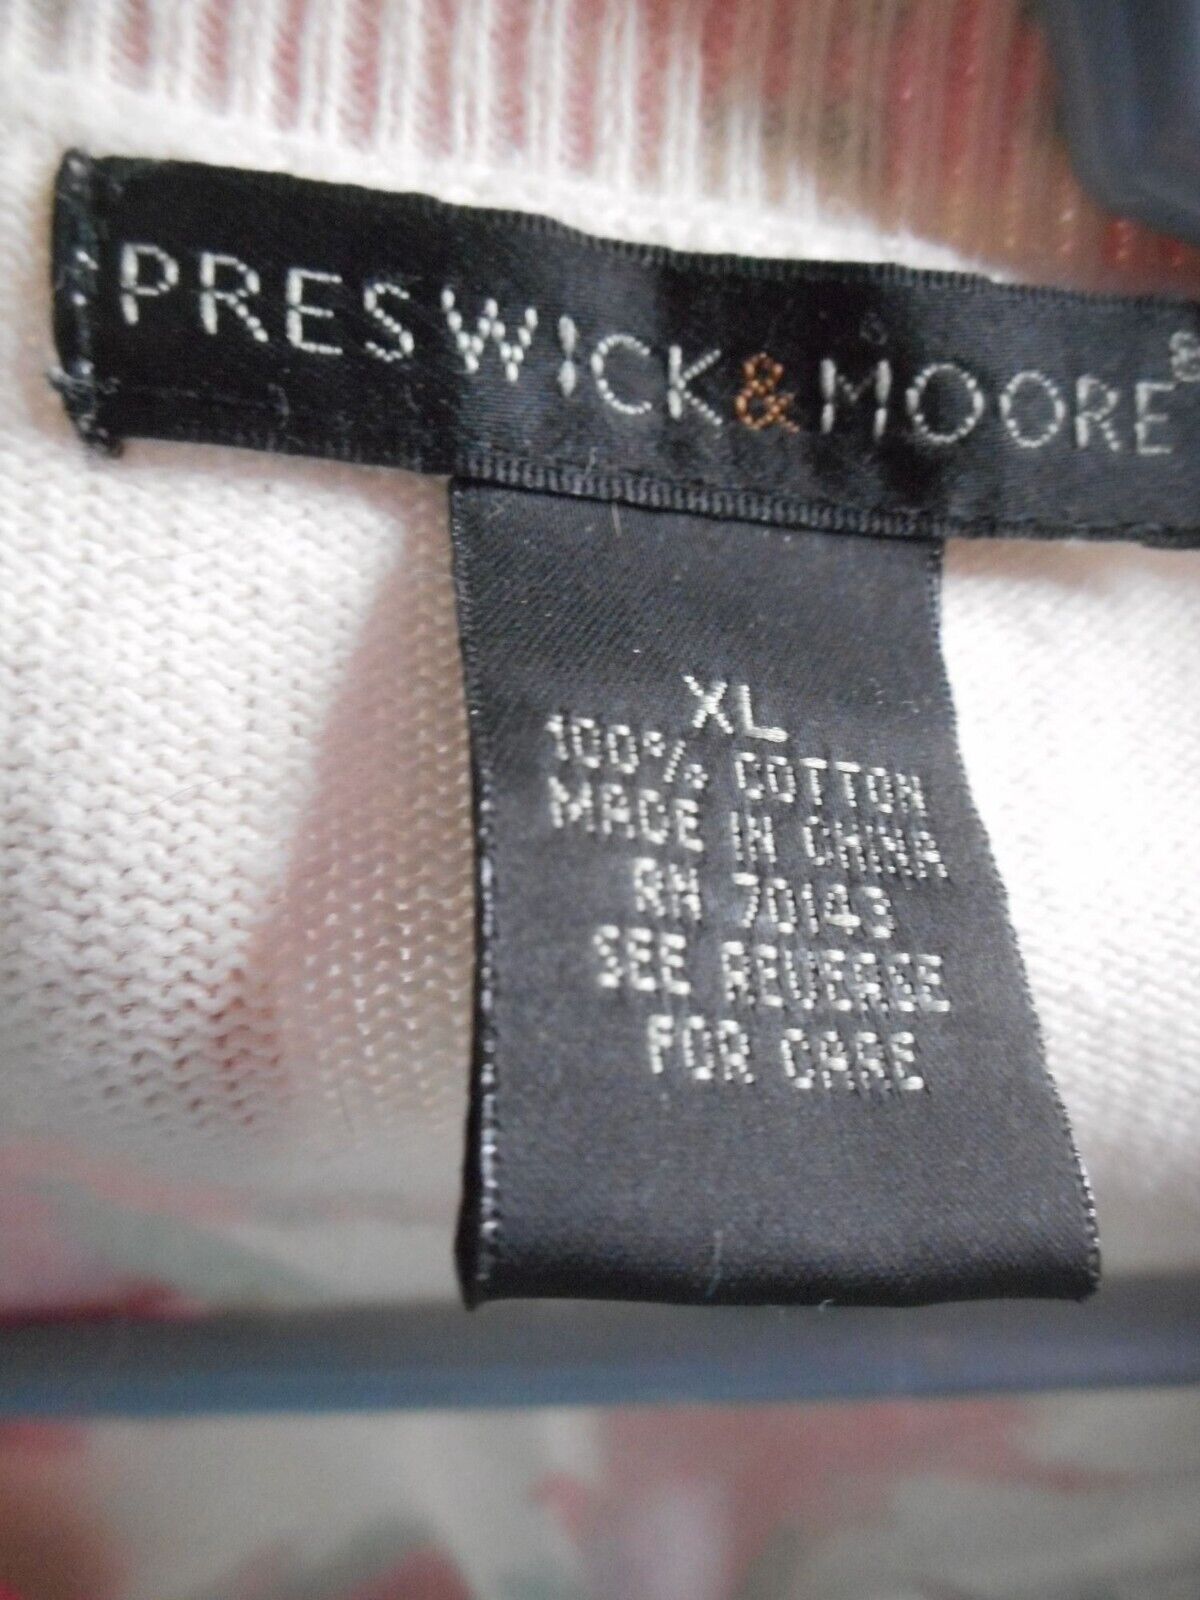 PRESWICK&MOORE®
XL
100% COTTON
MADE IN CHINA
RN 70143
SEE REVERSE
FOR CARE